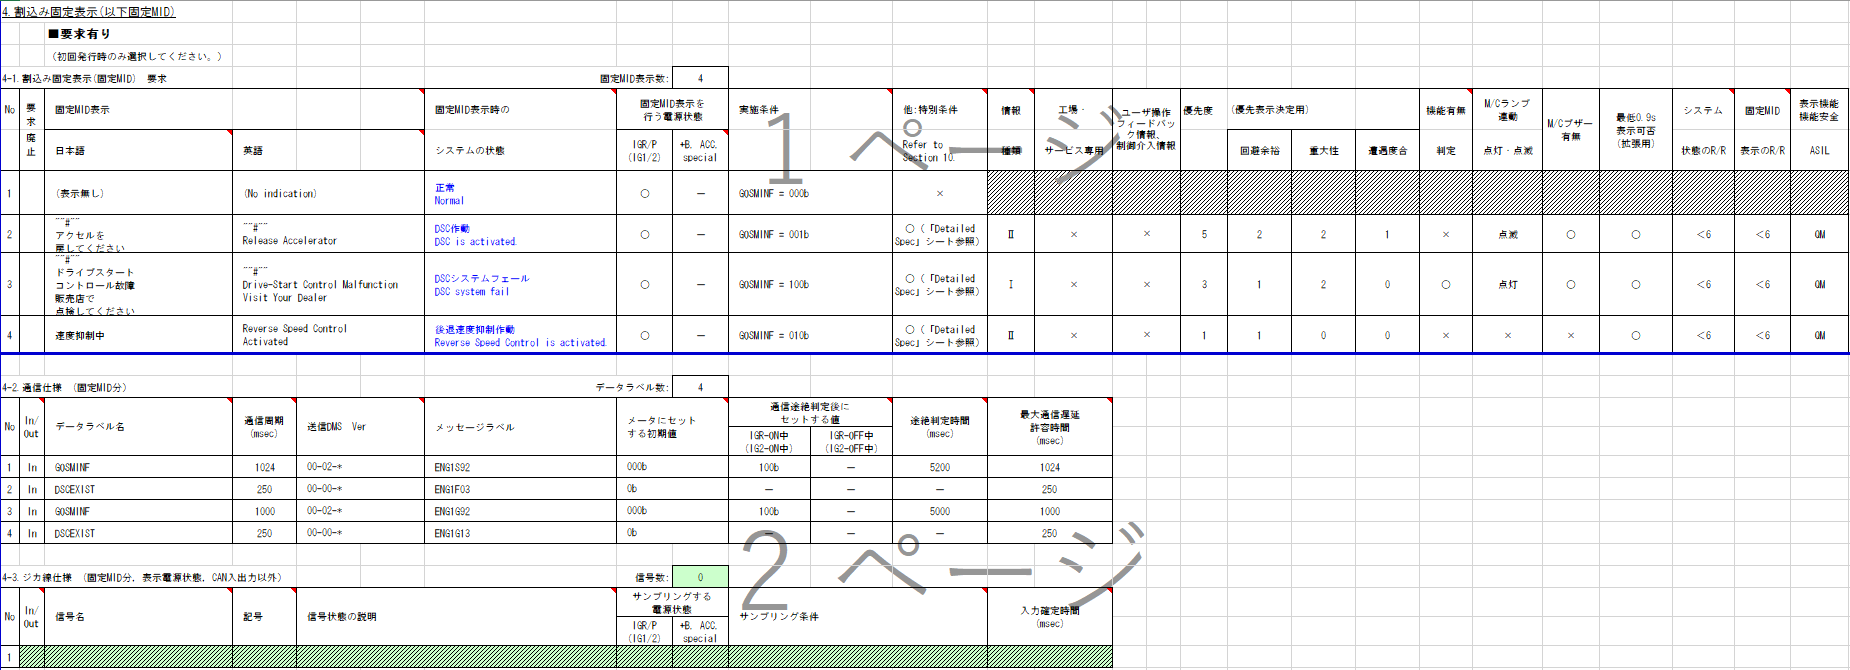 4.割込み固定表示(以下固定MID)
■要求有り
（初回発行時のみ選択してください。）
4-1.割込み固定表示(固定MID) 要求 固定MID表示数: 4
No 要求 廃止 固定MID表示 日本語 英語 固定MID表示時の システムの状態 固定MID表示を 行う電源状態 IGR/P (IG1/2) +B, ACC, special 実施条件 他:特別条件 Refer to Section 10. 情報 種類 工場・ サービス専用 ユーザ操作 フィードバック情報、 制御介入情報 優先度 (優先表示決定用) 回避余裕 重大性 遭遇度合 機能有無 判定 M/Cランプ 連動 点灯・点滅 M/Cブザー 有無 最低0.9s 表示可否 (拡張用) システム 状態のR/R 固定MID 表示のR/R 表示機能 機能安全 ASIL
1 (表示無し) (No indication) 正常 Normal ○ － GQSMINF = 000b ×
2 ""#"" アクセルを 戻してください ""#"" Release Accelerator DSC作動 DSC is activated. ○ － GQSMINF = 001b ○（「Detailed Spec」シート参照） Ⅱ × × 5 2 2 1 × 点滅 ○ ○ <6 <6 QM
3 ""#"" ドライブスタート コントロール故障 販売店で 点検してください ""#"" Drive-Start Control Malfunction Visit Your Dealer DSCシステムフェール DSC system fail ○ － GQSMINF = 100b ○（「Detailed Spec」シート参照） Ⅰ × × 3 1 2 0 ○ 点灯 ○ ○ <6 <6 QM
4 速度抑制中 Reverse Speed Control Activated 後退速度抑制作動 Reverse Speed Control is activated. ○ － GQSMINF = 010b ○（「Detailed Spec」シート参照） Ⅱ × × 1 1 0 0 × × × ○ <6 <6 QM
1 ページ
4-2.通信仕様 (固定MID分) データラベル数: 4
No In/Out データラベル名 通信周期 (msec) 送信DMS Ver メッセージラベル メータにセット する初期値 通信途絶判定後に セットする値 IGR-ON中 (IG2-ON中) IGR-OFF中 (IG2-OFF中) 途絶判定時間 (msec) 最大通信遅延 許容時間 (msec)
1 In GQSMINF 1024 00-02-* ENG1S92 000b 100b － 5200 1024
2 In DSCEXIST 250 00-00-* ENG1F03 0b － － － 250
3 In GQSMINF 1000 00-02-* ENG1G92 000b 100b － 5000 1000
4 In DSCEXIST 250 00-00-* ENG1G13 0b － － － 250
2 ページ
4-3.ジカ線仕様 (固定MID分, 表示電源状態, CAN入出力以外) 信号数: 0
No In/Out 信号名 記号 信号状態の説明 サンプリングする 電源状態 IGR/P (IG1/2) +B, ACC, special サンプリング条件 入力確定時間 (msec)
1